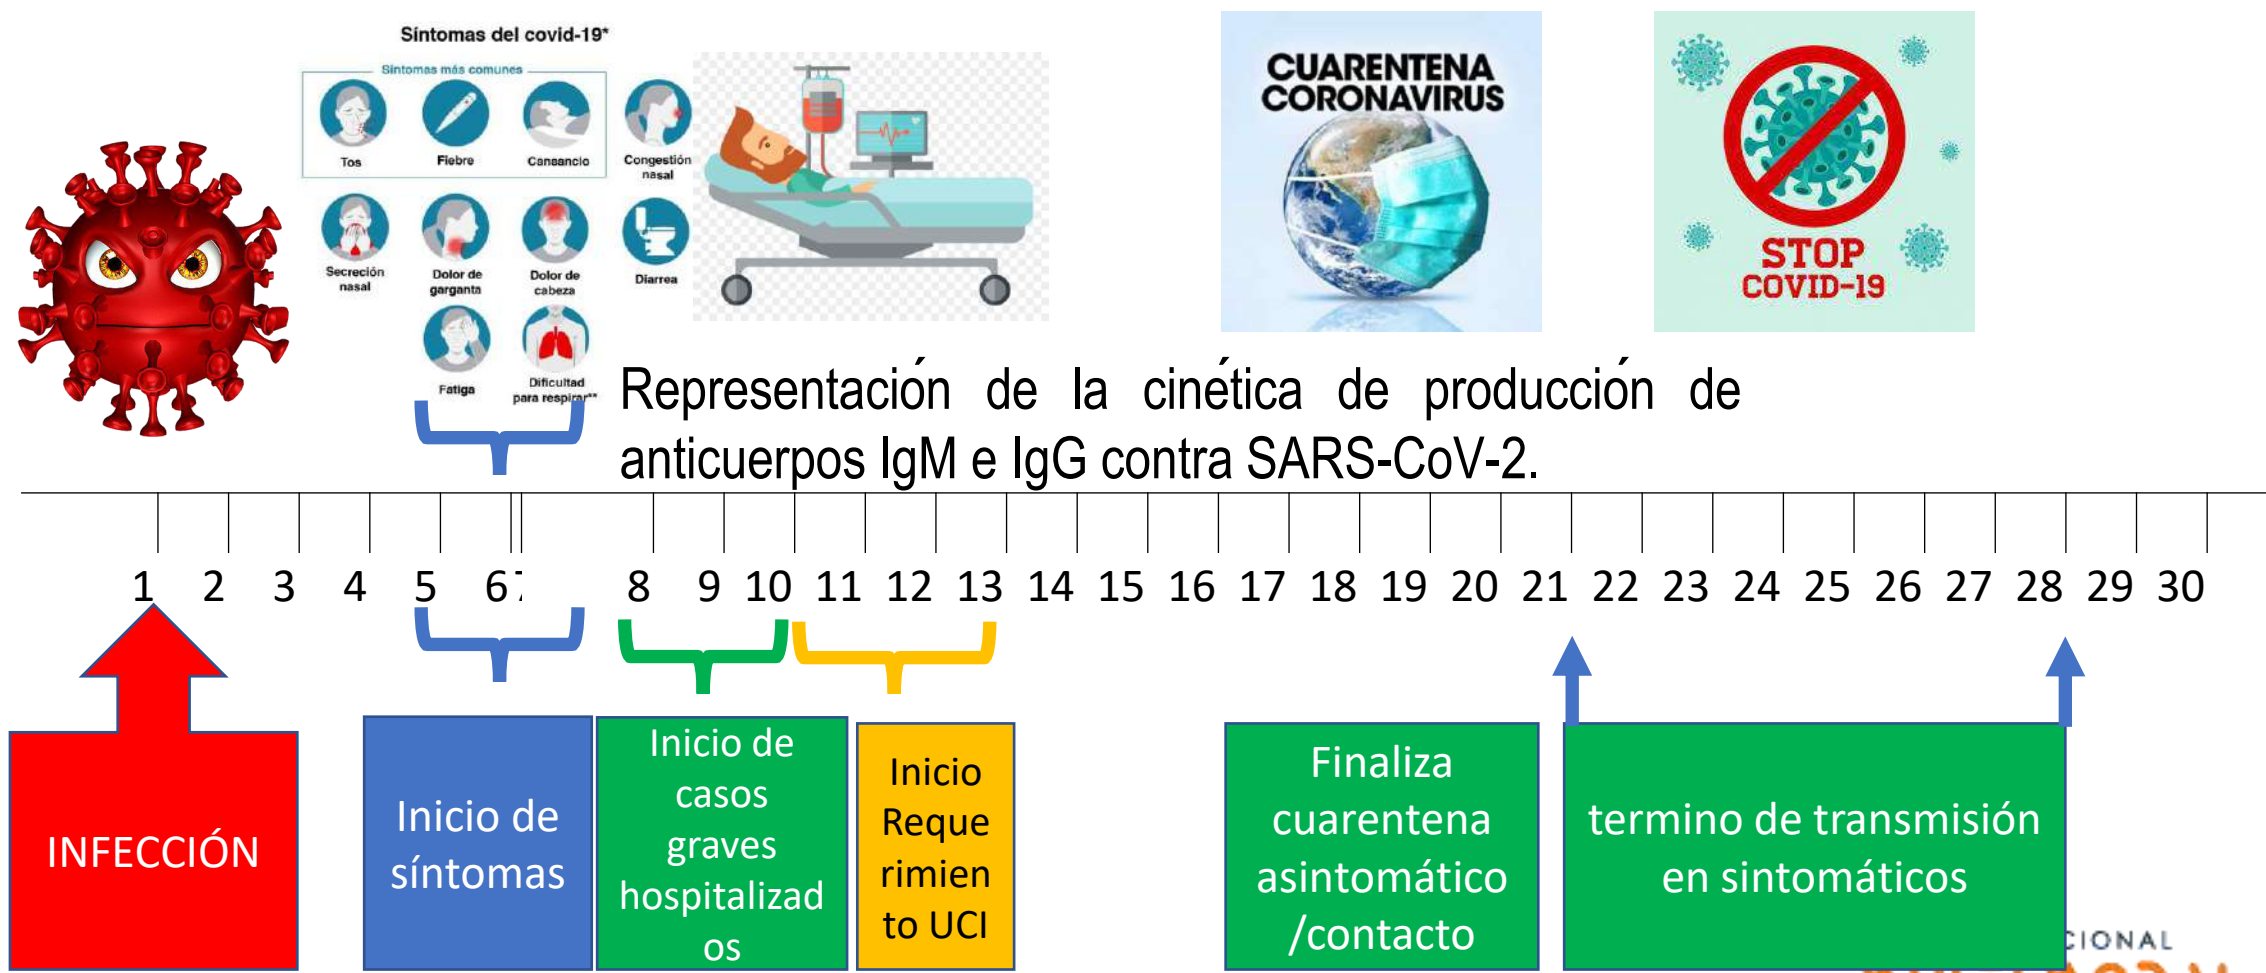 Síntomas del covid-19*
Síntomas más comunes
Tos
Fiebre
Cansancio
Congestión
nasal
Secreción
nasal
Dolor de
garganta
Dolor de
cabeza
Diarrea
Fatiga
Dificultad
para respirar**
CUARENTENA
CORONAVIRUS
STOP
COVID-19
Representación de la cinética de producción de
anticuerpos IgM e IgG contra SARS-CoV-2.
1 2 3 4 5 6 7 8 9 10 11 12 13 14 15 16 17 18 19 20 21 22 23 24 25 26 27 28 29 30
INFECCIÓN
Inicio de
síntomas
Inicio de
casos
graves
hospitalizad
os
Inicio
Reque
rimien
to UCI
Finaliza
cuarentena
asintomático
/contacto
termino de transmisión
en sintomáticos
CIONAL